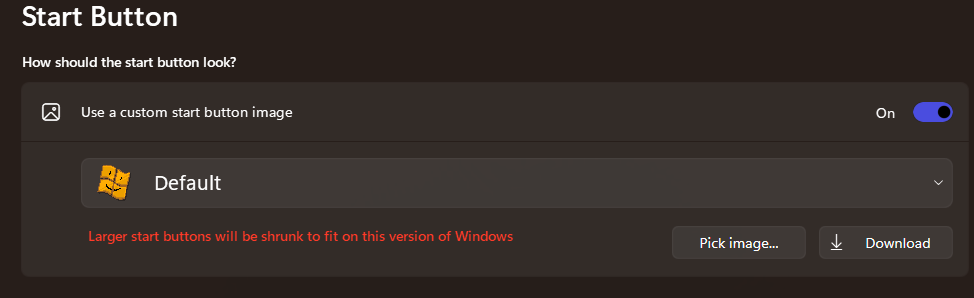 Start Button
How should the start button look?
Use a custom start button image
On
Default
Larger start buttons will be shrunk to fit on this version of Windows
Pick image...
Download